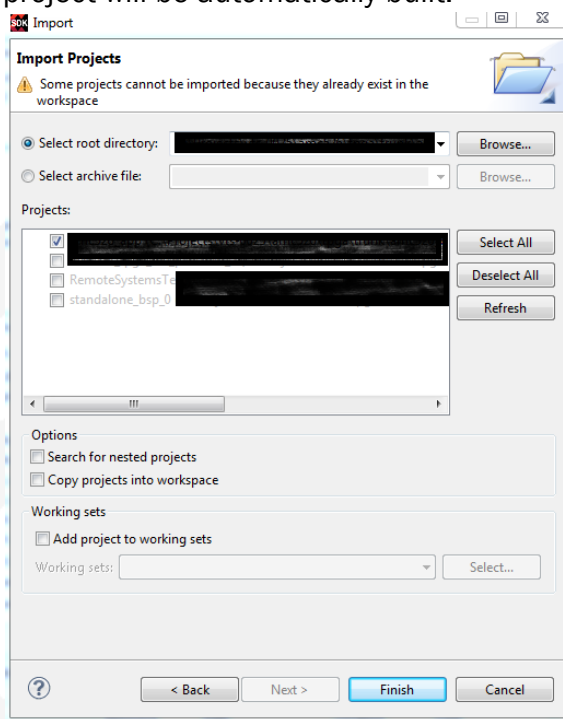 project will be automatically built.
SDK Import
Import Projects
Some projects cannot be imported because they already exist in the
workspace
Select root directory:
Browse...
Select archive file:
Browse...
Projects:
Select All
RemoteSystemsTe
Deselect All
standalone_bsp_0
Refresh
Options
Search for nested projects
Copy projects into workspace
Working sets
Add project to working sets
Working sets:
Select...
< Back
Next >
Finish
Cancel